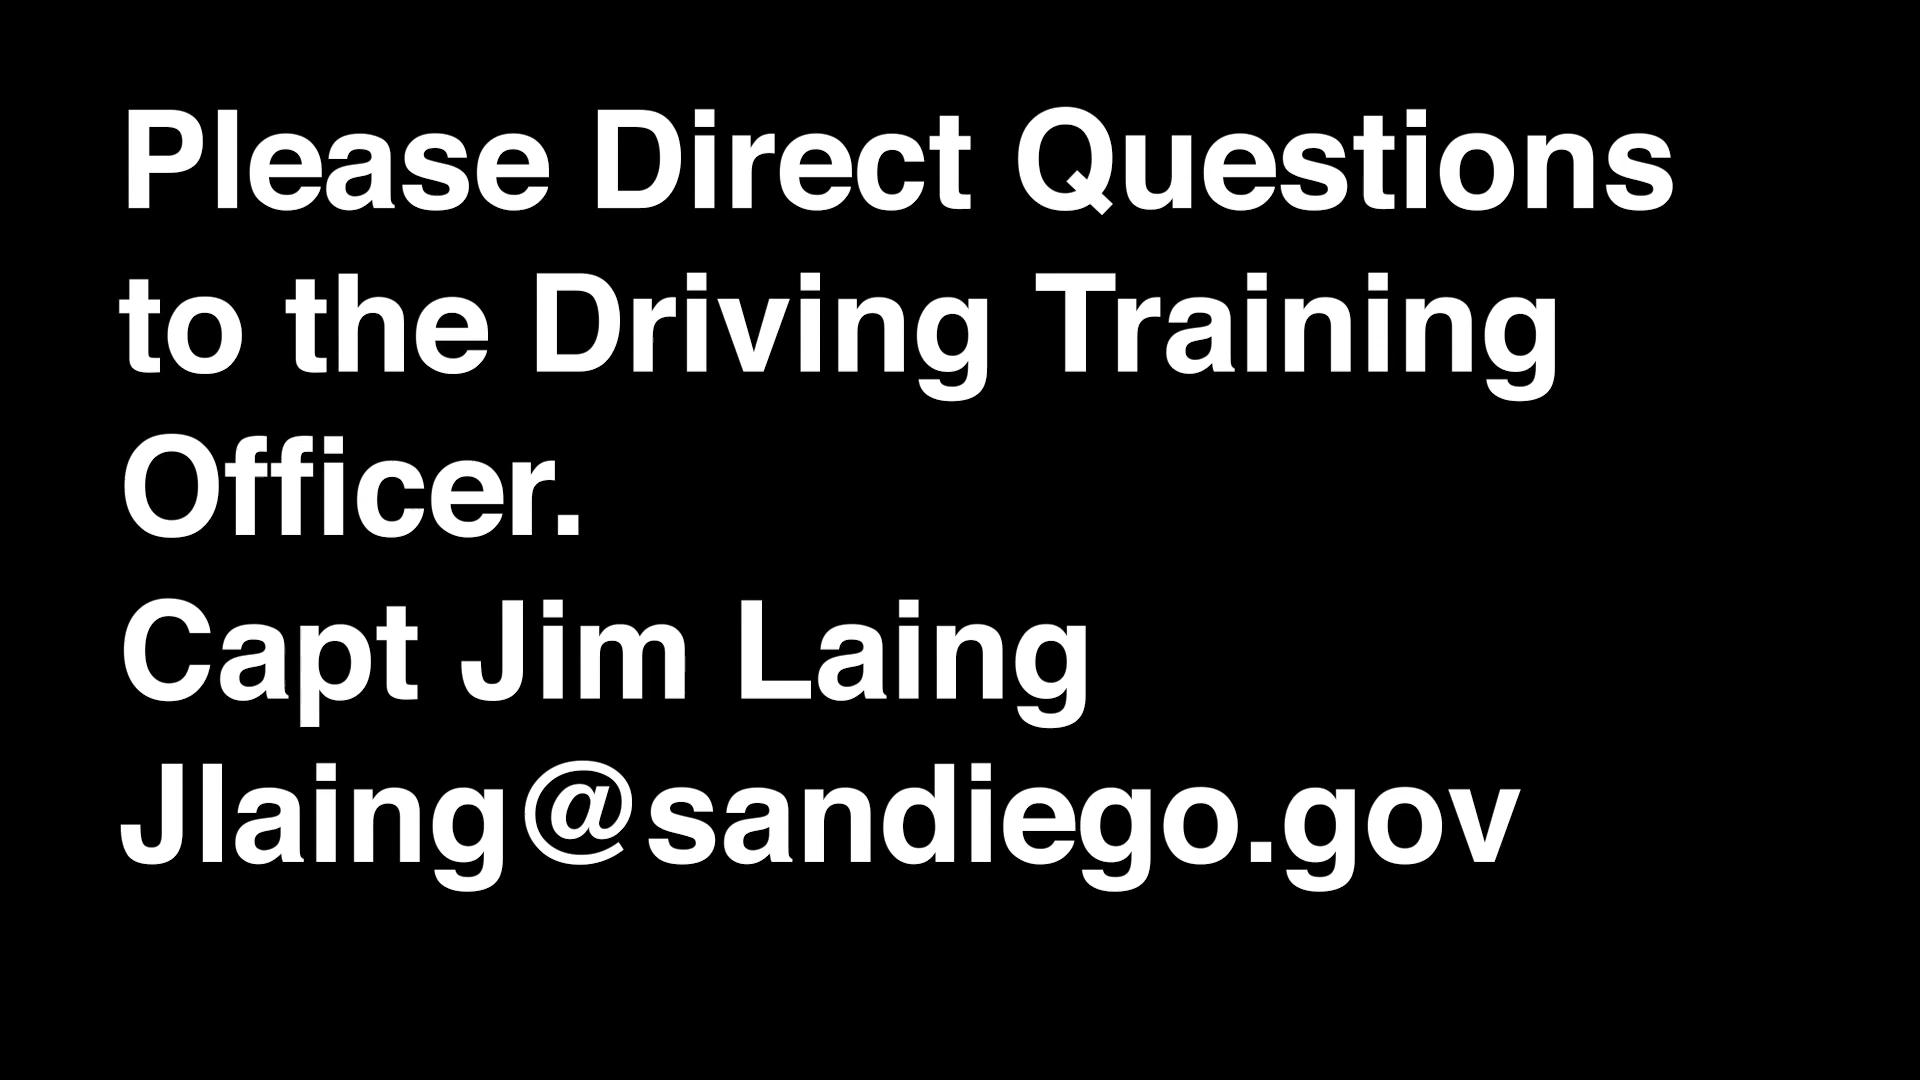 Please Direct Questions
to the Driving Training
Officer.
Capt Jim Laing
Jlaing@sandiego.gov